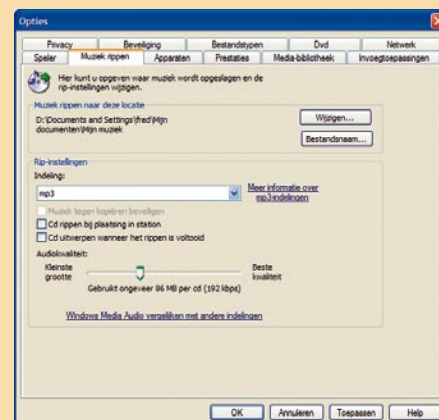 Opties
Privacy Beveiliging Bestandstypen Dvd Netwerk
Speler Muziek rippen Apparaten Prestaties Media-bibliotheek Invoegtoepassingen
Hier kunt u opgeven waar muziek wordt opgeslagen en de
rip-instellingen wijzigen.
Muziek rippen naar deze locatie
D:\Documents and Settings\fred\Mijn
documenten\Mijn muziek
Wijzigen...
Bestandsnaam...
Rip-instellingen
Indeling:
mp3
Meer informatie over
mp3-indelingen
Muziek tegen kopiëren beveiligen
Cd rippen bij plaatsing in station
Cd uitwerpen wanneer het rippen is voltooid
Audiokwaliteit:
Kleinste
grootte
Beste
kwaliteit
Gebruikt ongeveer 86 MB per cd (192 kbps)
Windows Media Audio vergelijken met andere indelingen
OK Annuleren Toepassen Help